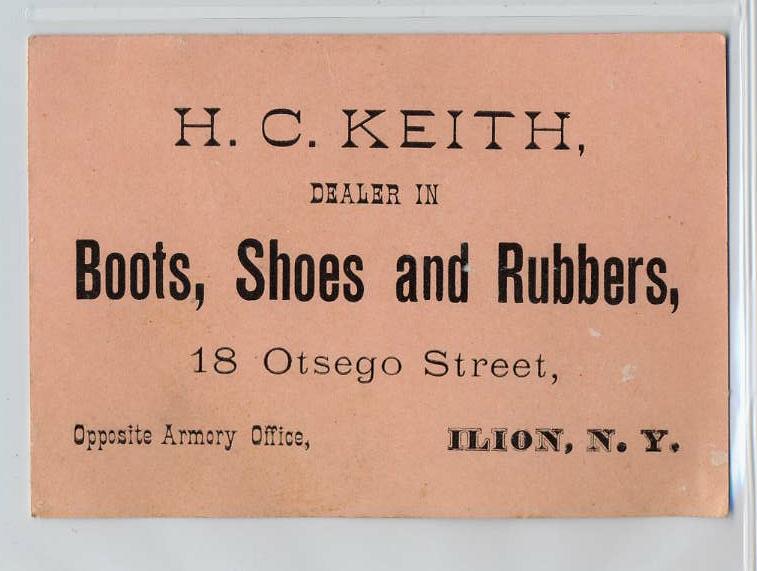 H. C. KEITH,
DEALER IN
Boots, Shoes and Rubbers,
18 Otsego Street,
Opposite Armory Office,
ILION, N. Y.